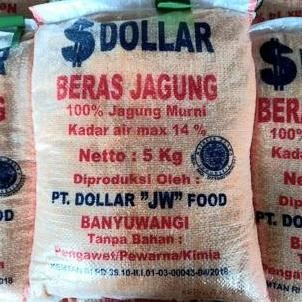 $ DOLLAR
BERAS JAGUNG
100% Jagung Murni
Kadar air max 14 %
Netto : 5 Kg
Diproduksi Oleh :
PT. DOLLAR "JW" FOOD
BANYUWANGI
Tanpa Bahan :
Pengawet/Pewarna/Kimia